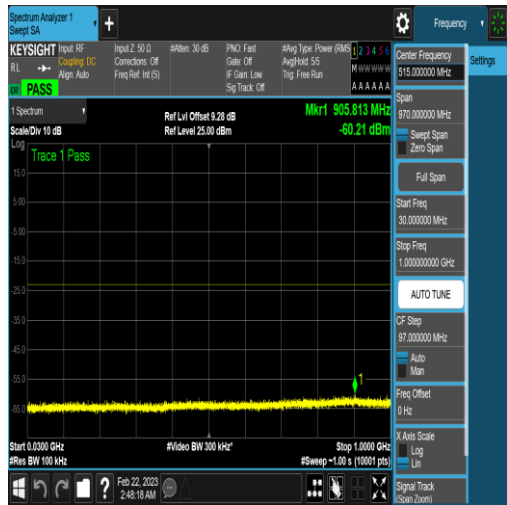 Spectrum Analyzer 1
Swept SA
+
Frequency
KEYSIGHT
RL
PASS
Input: RF
Coupling: DC
Align: Auto
Input Z: 50 Ω
Corrections: Off
Freq Ref: Int (S)
#Atten: 30 dB
PNO: Fast
Gate: Off
IF Gain: Low
Sig Track: Off
#Avg Type: Power (RMS
Avg|Hold: 5/5
Trig: Free Run
1 2 3 4 5 6
M W W W W W
A A A A A A
Center Frequency
515.000000 MHz
Settings
1 Spectrum
Scale/Div 10 dB
Ref Lvl Offset 9.28 dB
Ref Level 25.00 dBm
Mkr1 905.813 MHz
-60.21 dBm
Log
Trace 1 Pass
15.0
5.00
-5.00
-15.0
-25.0
-35.0
-45.0
-55.0
-65.0
1
Start 0.0300 GHz
#Res BW 100 kHz
#Video BW 300 kHz*
Stop 1.0000 GHz
#Sweep ~1.00 s (10001 pts)
Span
970.000000 MHz
Swept Span
Zero Span
Full Span
Start Freq
30.000000 MHz
Stop Freq
1.000000000 GHz
AUTO TUNE
CF Step
97.000000 MHz
Auto
Man
Freq Offset
0 Hz
X Axis Scale
Log
Lin
Signal Track
(Span Zoom)
?
Feb 22, 2023
2:48:18 AM